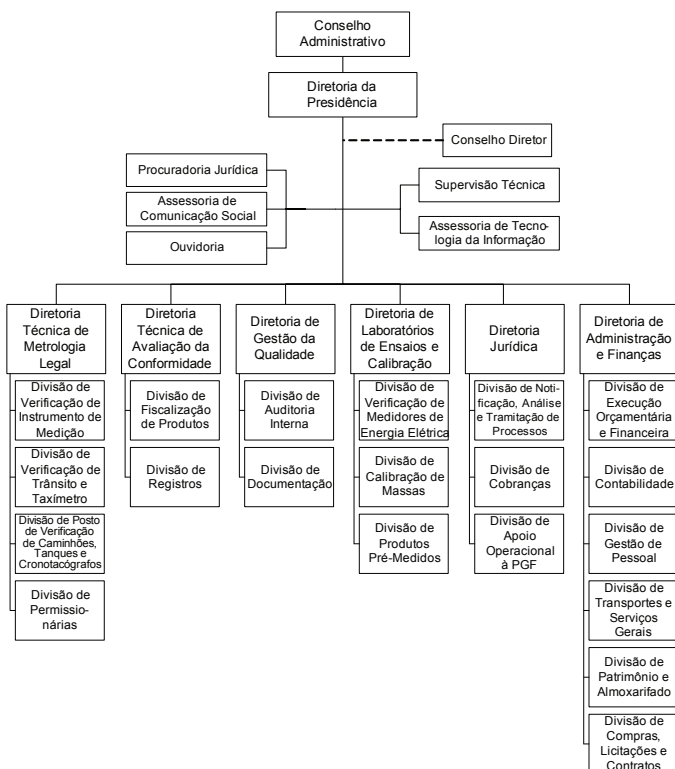 Conselho
Administrativo
Diretoria da
Presidência
Conselho Diretor
Procuradoria Jurídica
Assessoria de
Comunicação Social
Ouvidoria
Supervisão Técnica
Assessoria de Tecno-
logia da Informação
Diretoria
Técnica de
Metrologia
Legal
Divisão de
Verificação de
Instrumento de
Medição
Divisão de
Verificação de
Trânsito e
Taxímetro
Divisão de Posto
de Verificação
de Caminhões,
Tanques e
Cronotacógrafos
Divisão de
Permissio-
nárias
Diretoria
Técnica de
Avaliação da
Conformidade
Divisão de
Fiscalização
de Produtos
Divisão de
Registros
Diretoria de
Gestão da
Qualidade
Divisão de
Auditoria
Interna
Divisão de
Documentação
Diretoria de
Laboratórios
de Ensaios e
Calibração
Divisão de
Verificação de
Medidores de
Energia Elétrica
Divisão de
Calibração de
Massas
Divisão de
Produtos
Pré-Medidos
Diretoria
Jurídica
Divisão de Noti-
ficação, Análise
e Tramitação de
Processos
Divisão de
Cobranças
Divisão de
Apoio
Operacional
à PGF
Diretoria de
Administração
e Finanças
Divisão de
Execução
Orçamentária
e Financeira
Divisão de
Contabilidade
Divisão de
Gestão de
Pessoal
Divisão de
Transportes e
Serviços
Gerais
Divisão de
Patrimônio e
Almoxarifado
Divisão de
Compras,
Licitações e
Contratos